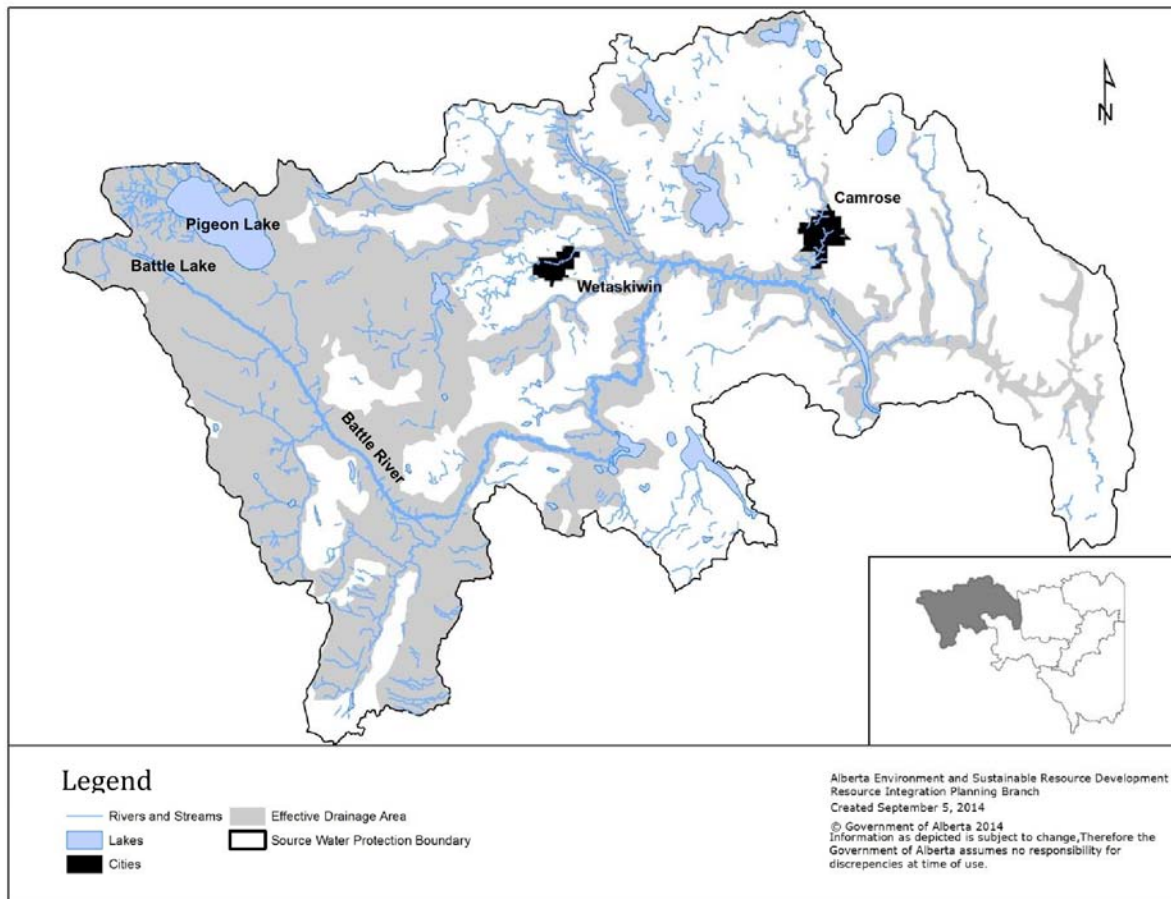 N
Camrose
Pigeon Lake
Battle Lake
Wetaskiwin
Battle River
Legend
Rivers and Streams
Effective Drainage Area
Lakes
Source Water Protection Boundary
Cities
Alberta Environment and Sustainable Resource Development
Resource Integration Planning Branch
Created September 5, 2014
© Government of Alberta 2014
Information as depicted is subject to change,Therefore the
Government of Alberta assumes no responsibility for
discrepencies at time of use.